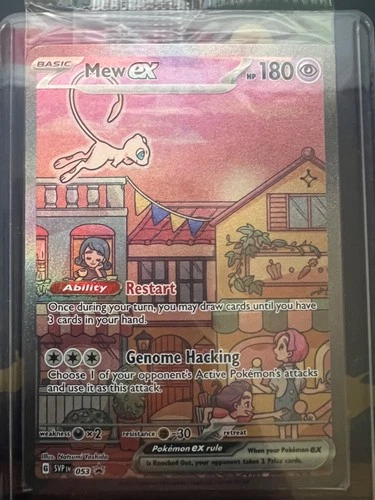 BASIC Mew ex HP 180
Ability Restart
Once during your turn, you may draw cards until you have
3 cards in your hand.
Genome Hacking
Choose 1 of your opponent's Active Pokémon's attacks
and use it as this attack.
weakness ×2 resistance -30 retreat
Illus. Natsumi Yoshida
Pokémon ex rule When your Pokémon ex
is Knocked Out, your opponent takes 2 Prize cards.
G SVP EN 053